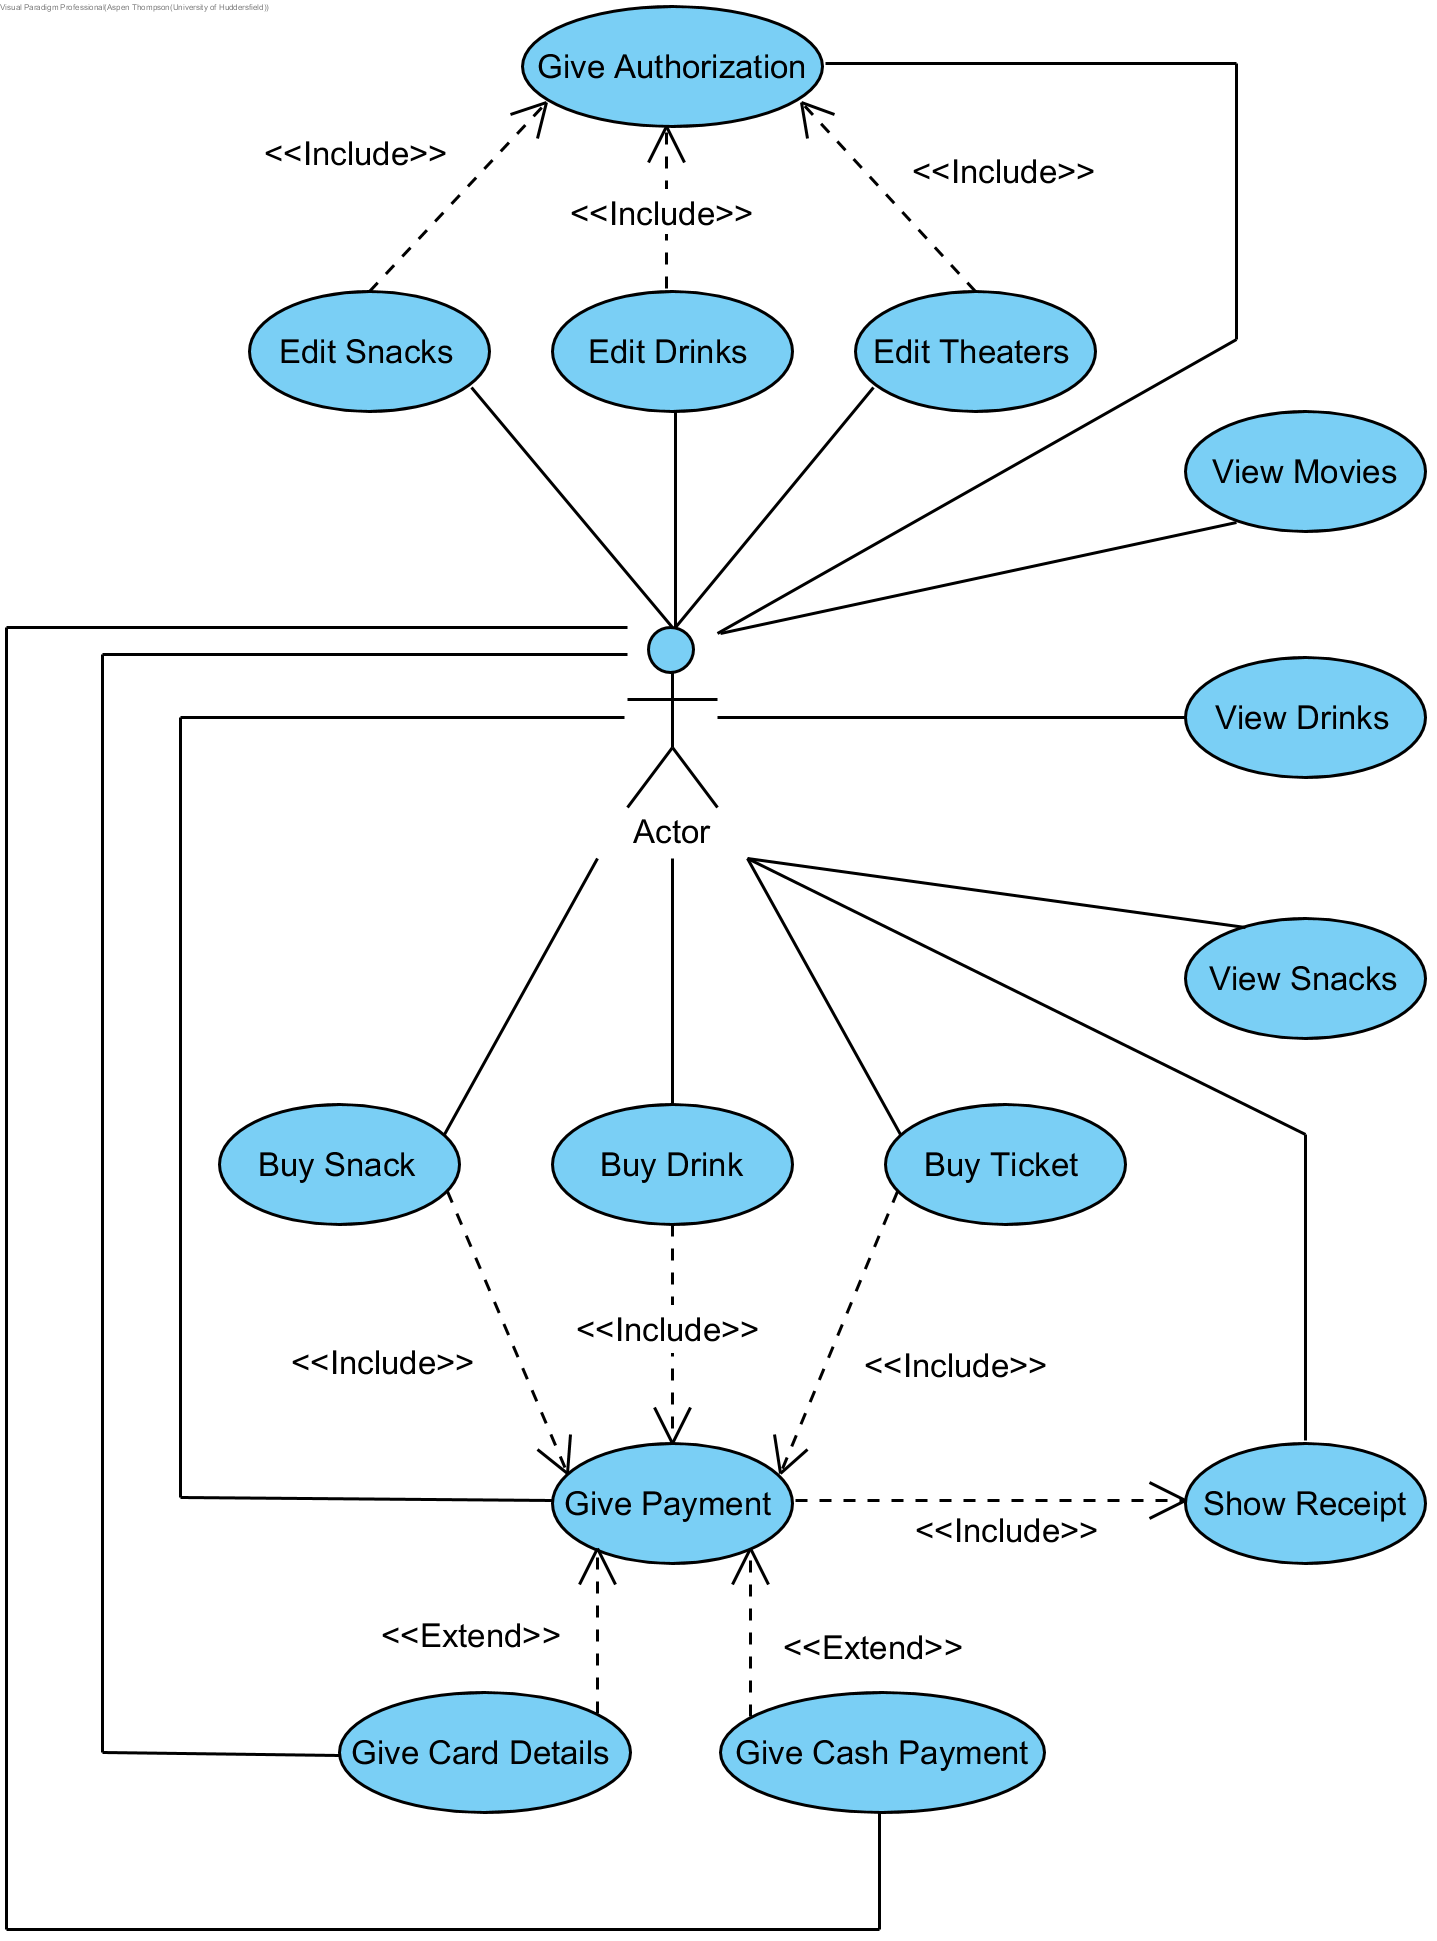 Visual Paradigm Professional(Aspen Thompson(University of Huddersfield))
Give Authorization
<<Include>>
<<Include>>
<<Include>>
Edit Snacks
Edit Drinks
Edit Theaters
View Movies
View Drinks
Actor
View Snacks
Buy Snack
Buy Drink
Buy Ticket
<<Include>>
<<Include>>
<<Include>>
Give Payment
Show Receipt
<<Include>>
<<Extend>>
<<Extend>>
Give Card Details
Give Cash Payment